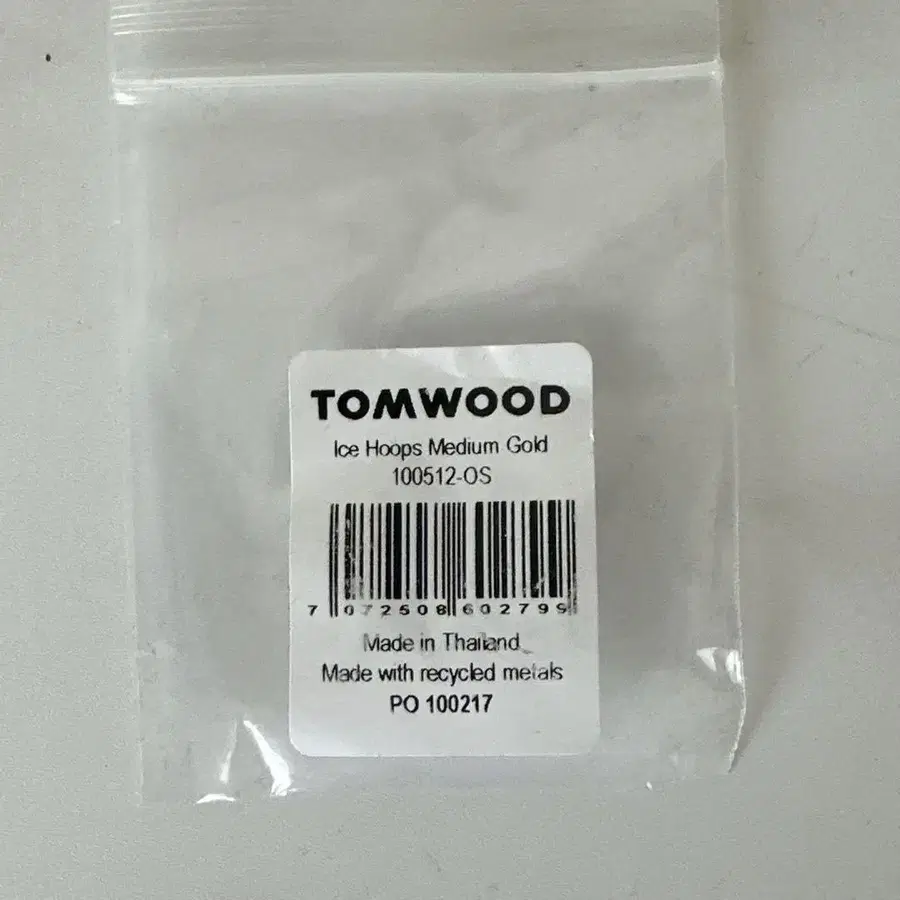 TOMWOOD
Ice Hoops Medium Gold
100512-OS
7 072508 602799
Made in Thailand
Made with recycled metals
PO 100217